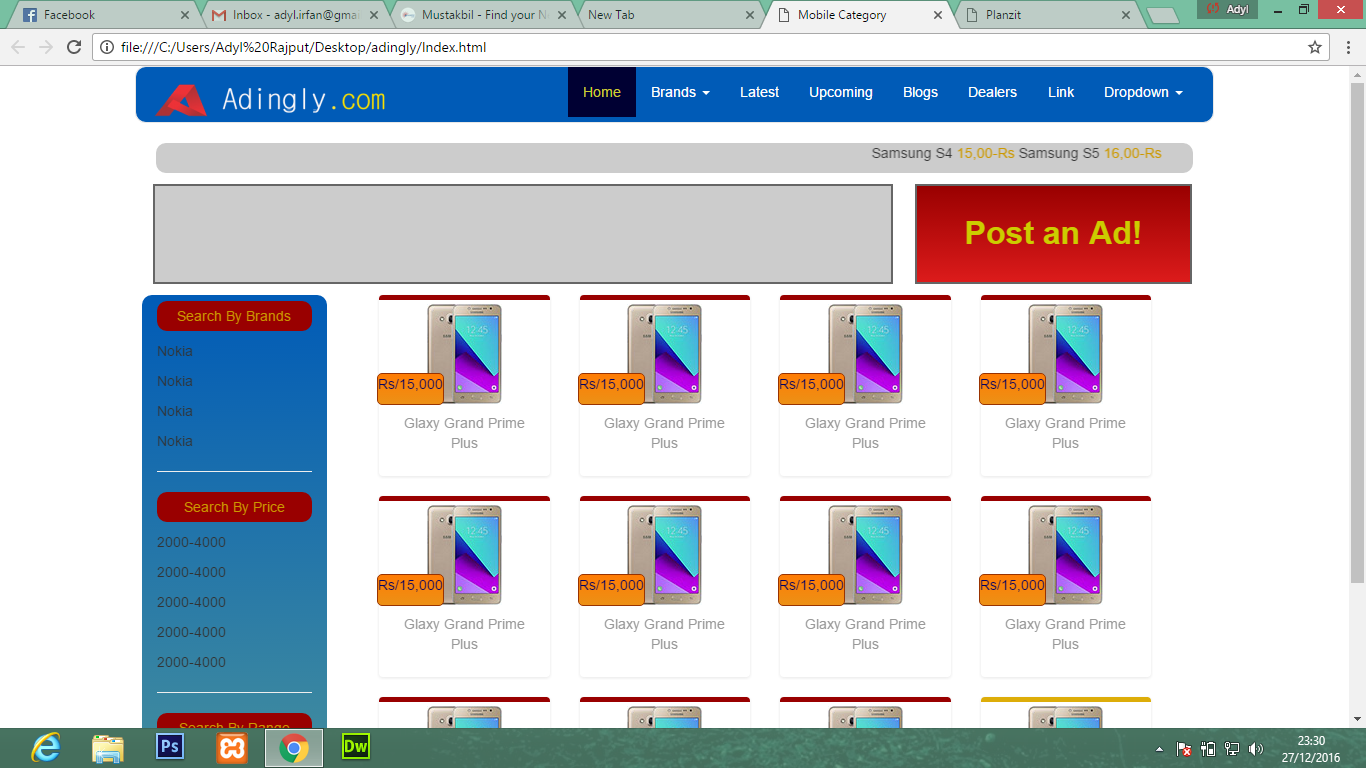 Facebook
Inbox - adyl.irfan@gmai
Mustakbil - Find your N
New Tab
Mobile Category
Planzit
Adyl
file:///C:/Users/Adyl%20Rajput/Desktop/adingly/Index.html
Adingly.com
Home Brands Latest Upcoming Blogs Dealers Link Dropdown
Samsung S4 15,00-Rs Samsung S5 16,00-Rs
Post an Ad!
Search By Brands
Nokia
Nokia
Nokia
Nokia
Search By Price
2000-4000
2000-4000
2000-4000
2000-4000
2000-4000
Search By Range
12:45
Rs/15,000
Glaxy Grand Prime
Plus
12:45
Rs/15,000
Glaxy Grand Prime
Plus
12:45
Rs/15,000
Glaxy Grand Prime
Plus
12:45
Rs/15,000
Glaxy Grand Prime
Plus
12:45
Rs/15,000
Glaxy Grand Prime
Plus
12:45
Rs/15,000
Glaxy Grand Prime
Plus
12:45
Rs/15,000
Glaxy Grand Prime
Plus
12:45
Rs/15,000
Glaxy Grand Prime
Plus
Ps
Dw
23:30
27/12/2016